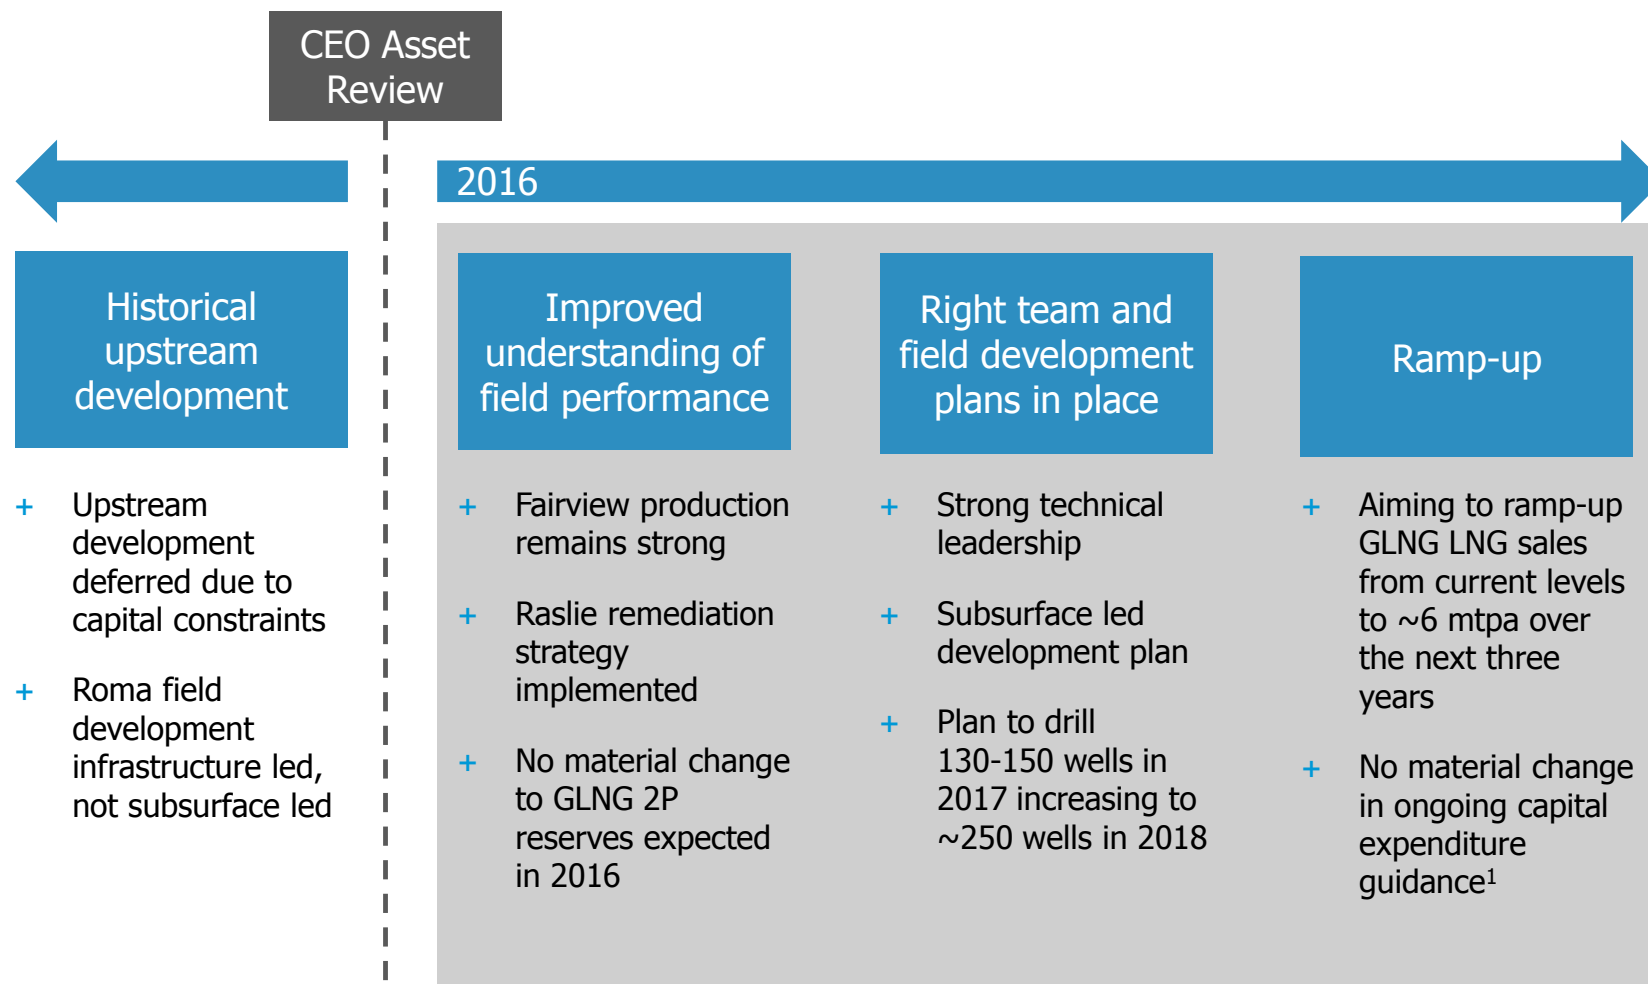 CEO Asset
Review
2016
Historical
upstream
development
+ Upstream
development
deferred due to
capital constraints
+ Roma field
development
infrastructure led,
not subsurface led
Improved
understanding of
field performance
+ Fairview production
remains strong
+ Raslie remediation
strategy
implemented
+ No material change
to GLNG 2P
reserves expected
in 2016
Right team and
field development
plans in place
+ Strong technical
leadership
+ Subsurface led
development plan
+ Plan to drill
130-150 wells in
2017 increasing to
~250 wells in 2018
Ramp-up
+ Aiming to ramp-up
GLNG LNG sales
from current levels
to ~6 mtpa over
the next three
years
+ No material change
in ongoing capital
expenditure
guidance¹